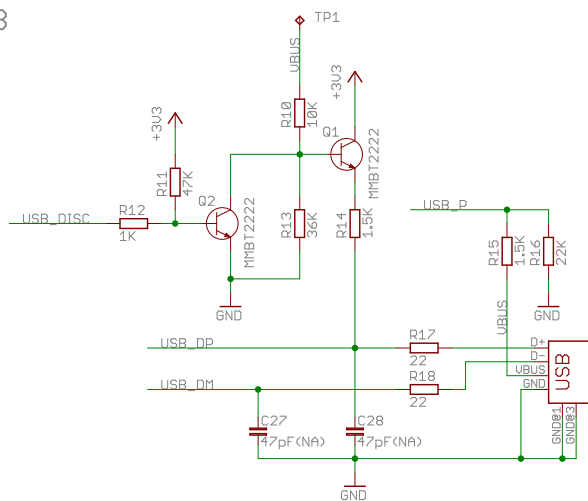 3
TP1
VBUS
+3V3
R10
10K
Q1
MMBT2222
+3V3
R11
47K
Q2
MMBT2222
USB_DISC
R12
1K
R13
36K
R14
1.5K
USB_P
R15
1.5K
R16
22K
GND
GND
VBUS
USB_DP
R17
22
USB_DM
R18
22
D+
D-
VBUS
GND
USB
GND@1
GND@3
C27
47pF(NA)
C28
47pF(NA)
GND